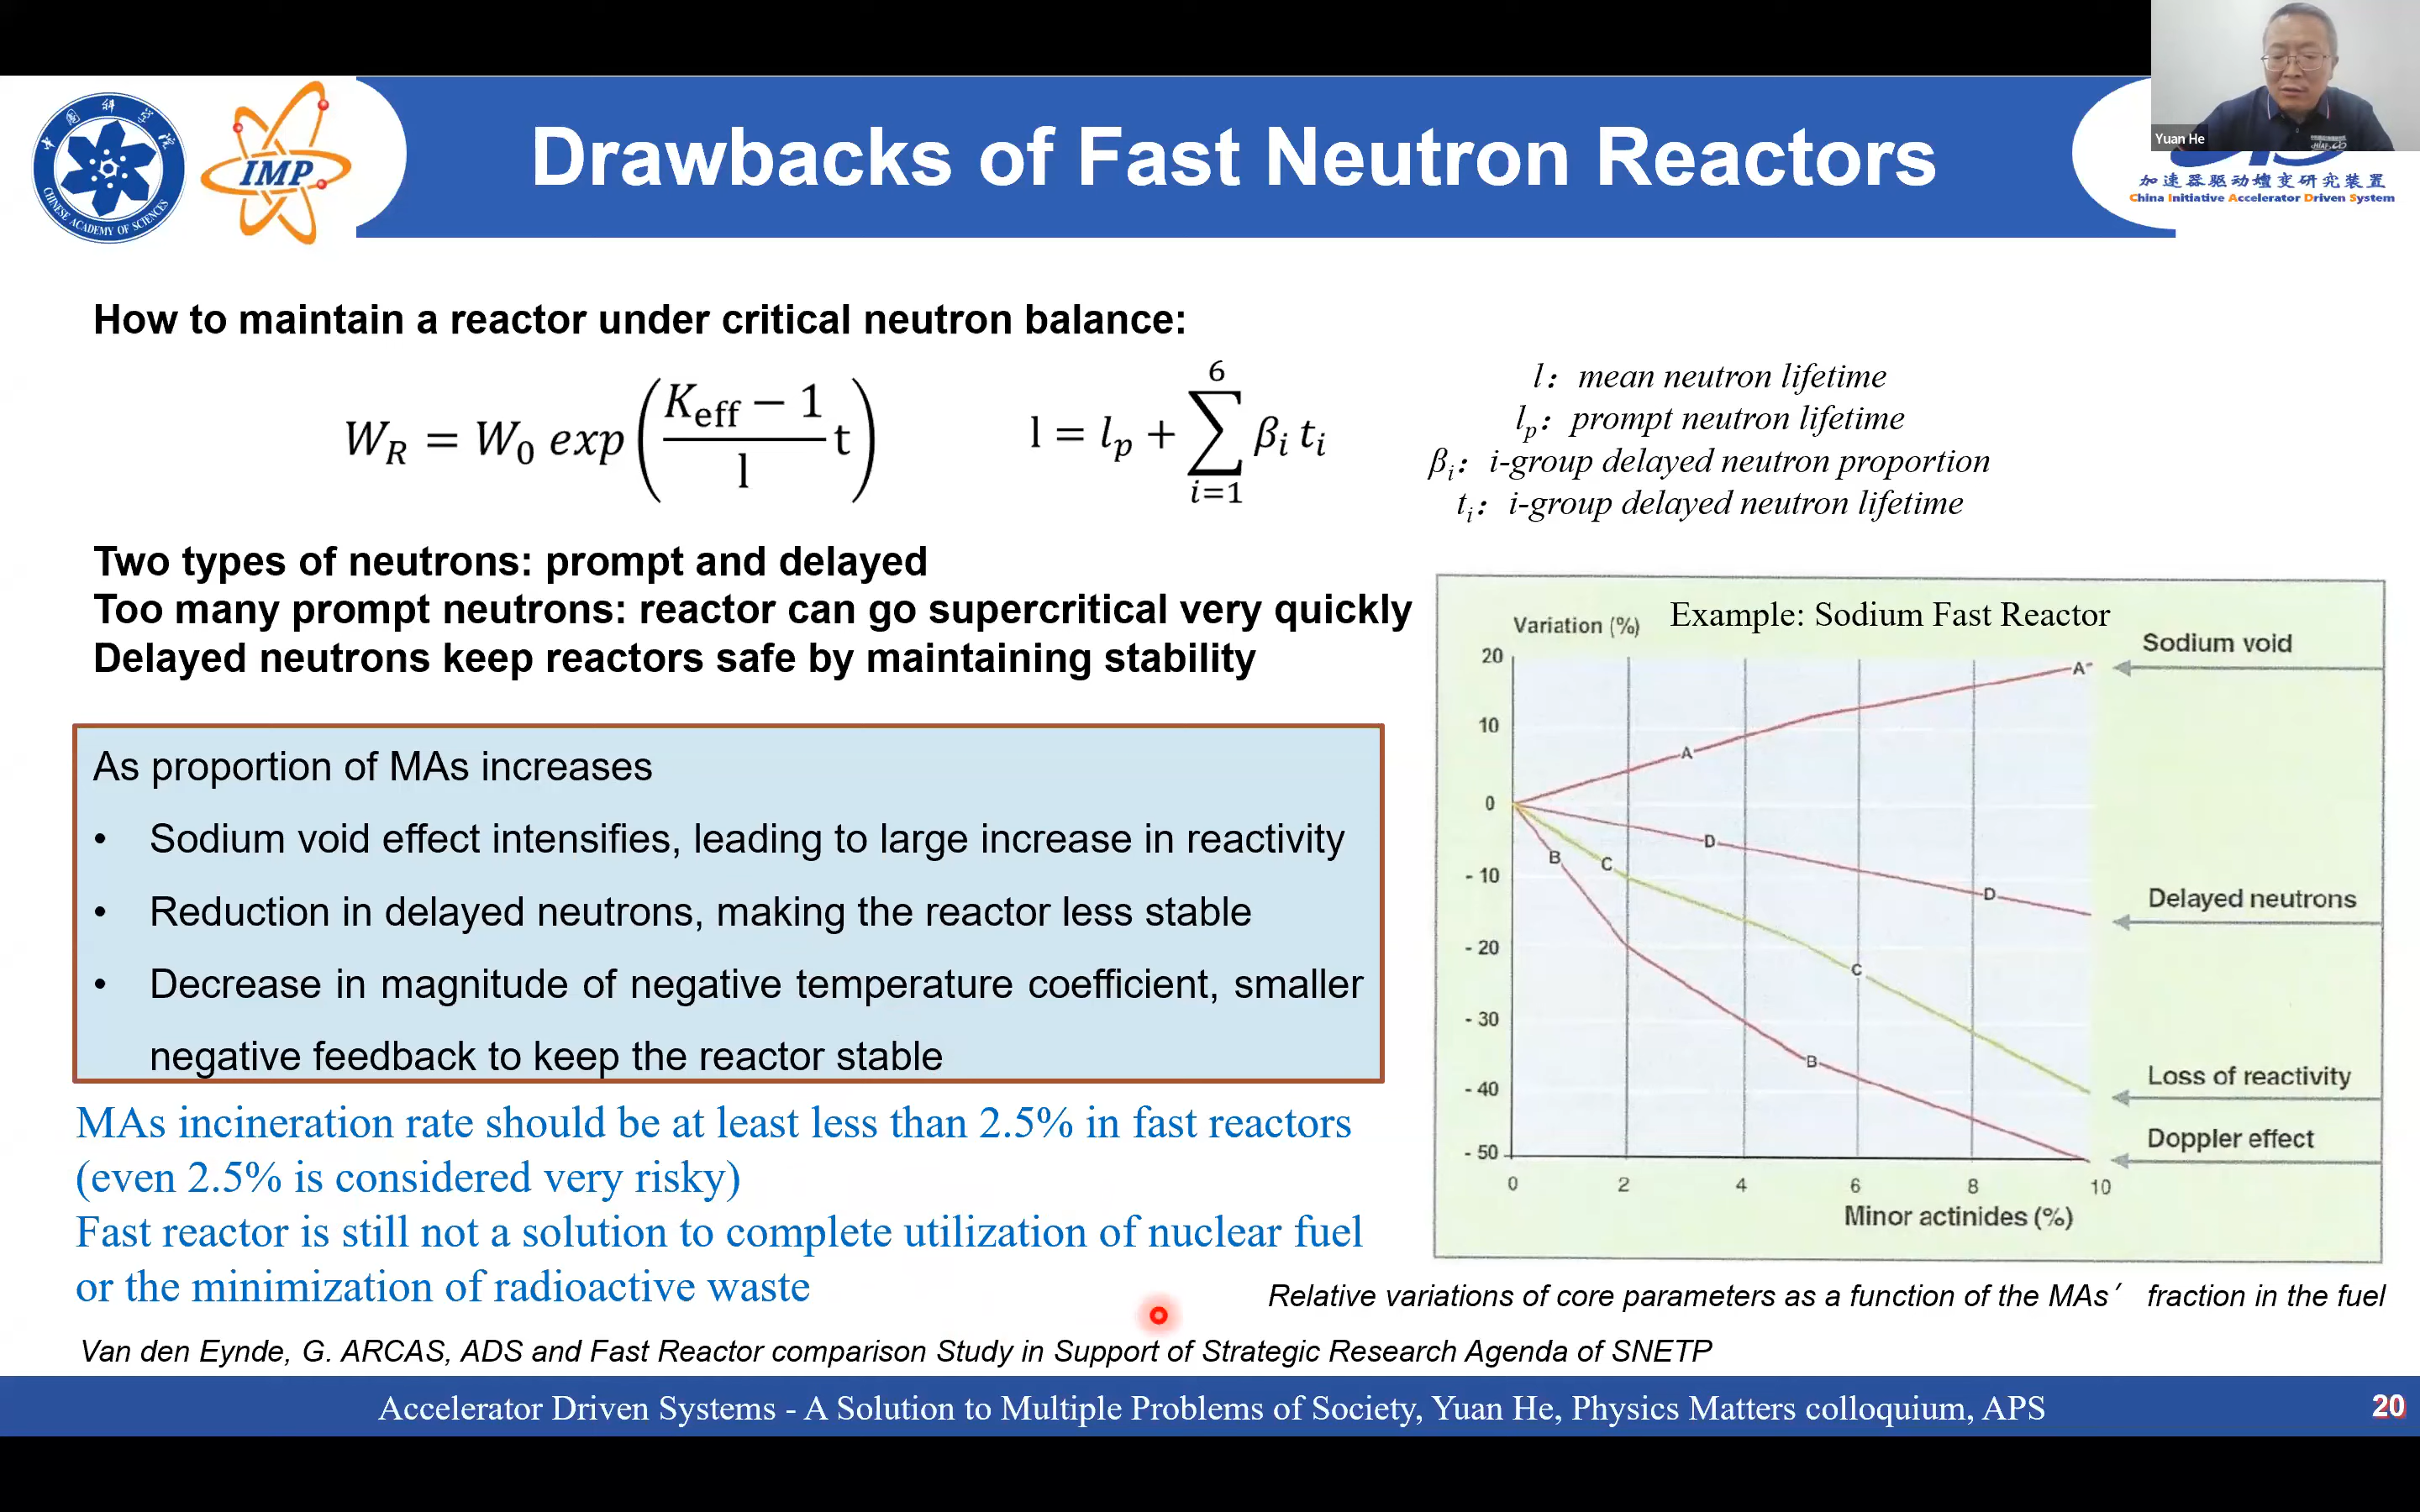 Drawbacks of Fast Neutron Reactors
Yuan He
中国科学院
CHINESE ACADEMY OF SCIENCES
IMP
加速器驱动嬗变研究装置
China Initiative Accelerator Driven System
How to maintain a reactor under critical neutron balance:
W_R = W_0 exp((K_eff − 1)/l t)
l = l_p + ∑_{i=1}^{6} β_i t_i
l：mean neutron lifetime
l_p：prompt neutron lifetime
β_i：i-group delayed neutron proportion
t_i：i-group delayed neutron lifetime
Two types of neutrons: prompt and delayed
Too many prompt neutrons: reactor can go supercritical very quickly
Delayed neutrons keep reactors safe by maintaining stability
As proportion of MAs increases
• Sodium void effect intensifies, leading to large increase in reactivity
• Reduction in delayed neutrons, making the reactor less stable
• Decrease in magnitude of negative temperature coefficient, smaller
negative feedback to keep the reactor stable
MAs incineration rate should be at least less than 2.5% in fast reactors
(even 2.5% is considered very risky)
Fast reactor is still not a solution to complete utilization of nuclear fuel
or the minimization of radioactive waste
Variation (%)
Example: Sodium Fast Reactor
20
10
0
- 10
- 20
- 30
- 40
- 50
A
A
D
D
B
C
C
B
Sodium void
Delayed neutrons
Loss of reactivity
Doppler effect
0 2 4 6 8 10
Minor actinides (%)
Relative variations of core parameters as a function of the MAs′ fraction in the fuel
Van den Eynde, G. ARCAS, ADS and Fast Reactor comparison Study in Support of Strategic Research Agenda of SNETP
Accelerator Driven Systems - A Solution to Multiple Problems of Society, Yuan He, Physics Matters colloquium, APS
20